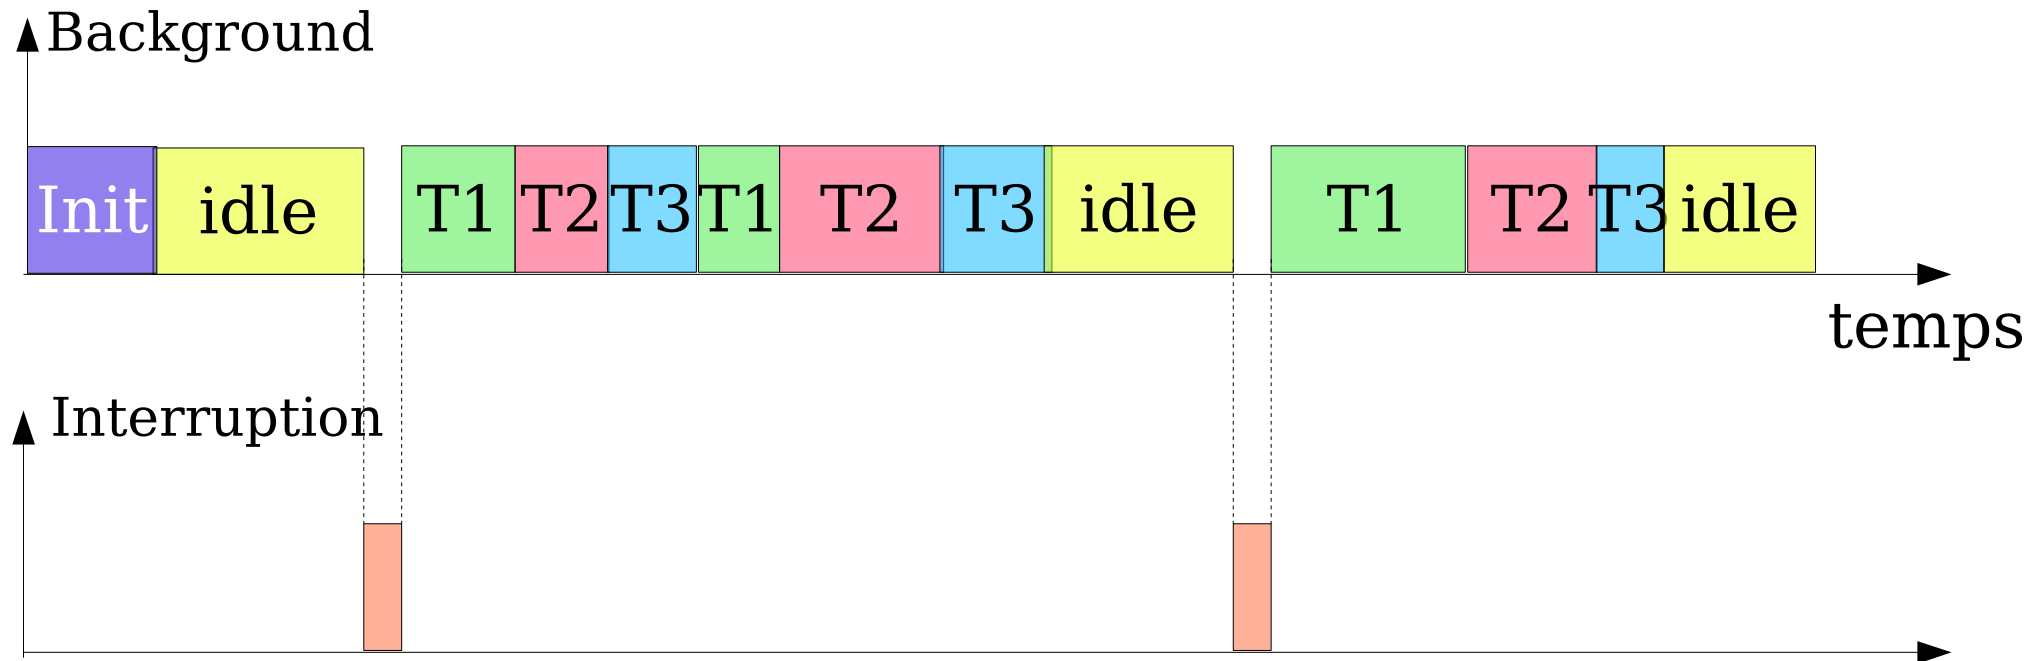 Background
Init idle T1 T2 T3 T1 T2 T3 idle T1 T2 T3 idle
temps
Interruption